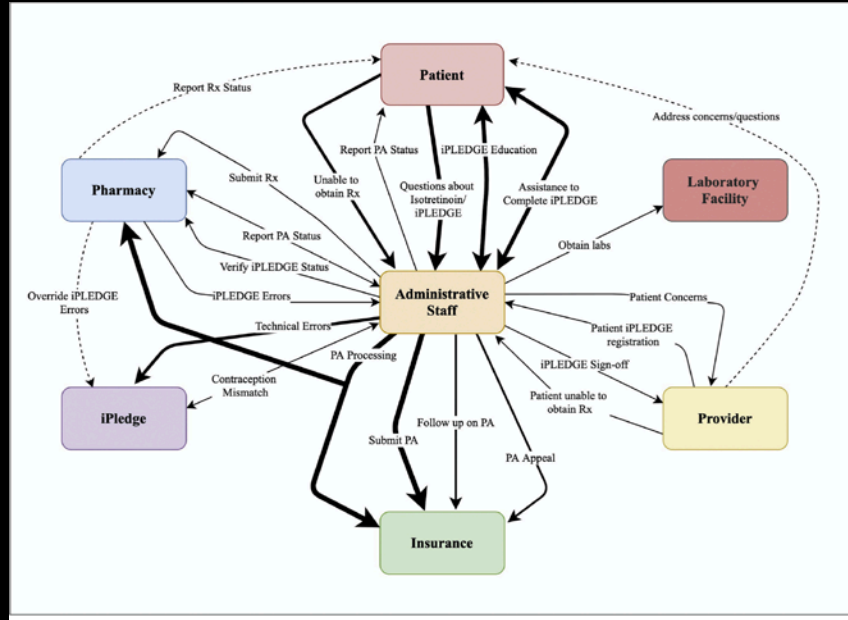 Patient
Report Rx Status
Address concerns/questions
Report PA Status
iPLEDGE Education
Submit Rx
Unable to
obtain Rx
Questions about
Isotretinoin/
iPLEDGE
Assistance to
Complete iPLEDGE
Pharmacy
Laboratory
Facility
Report PA Status
Obtain labs
Verify iPLEDGE Status
Override iPLEDGE
Errors
iPLEDGE Errors
Administrative
Staff
Patient Concerns
Technical Errors
Patient iPLEDGE
registration
PA Processing
iPLEDGE Sign-off
Contraception
Mismatch
Patient unable to
obtain Rx
iPledge
Provider
Submit PA
Follow up on PA
PA Appeal
Insurance